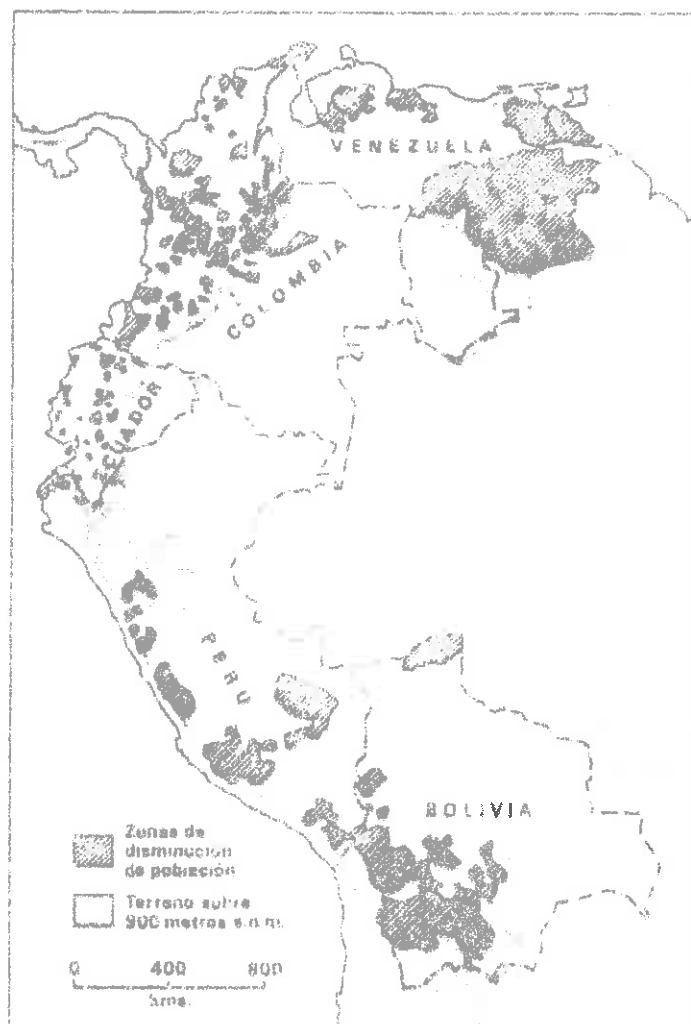 VENEZUELA
COLOMBIA
ECUADOR
PERU
BOLIVIA
Zonas de
disminución
de población
Terreno sobre
900 metros s.n.m.
0 400 800
kms.